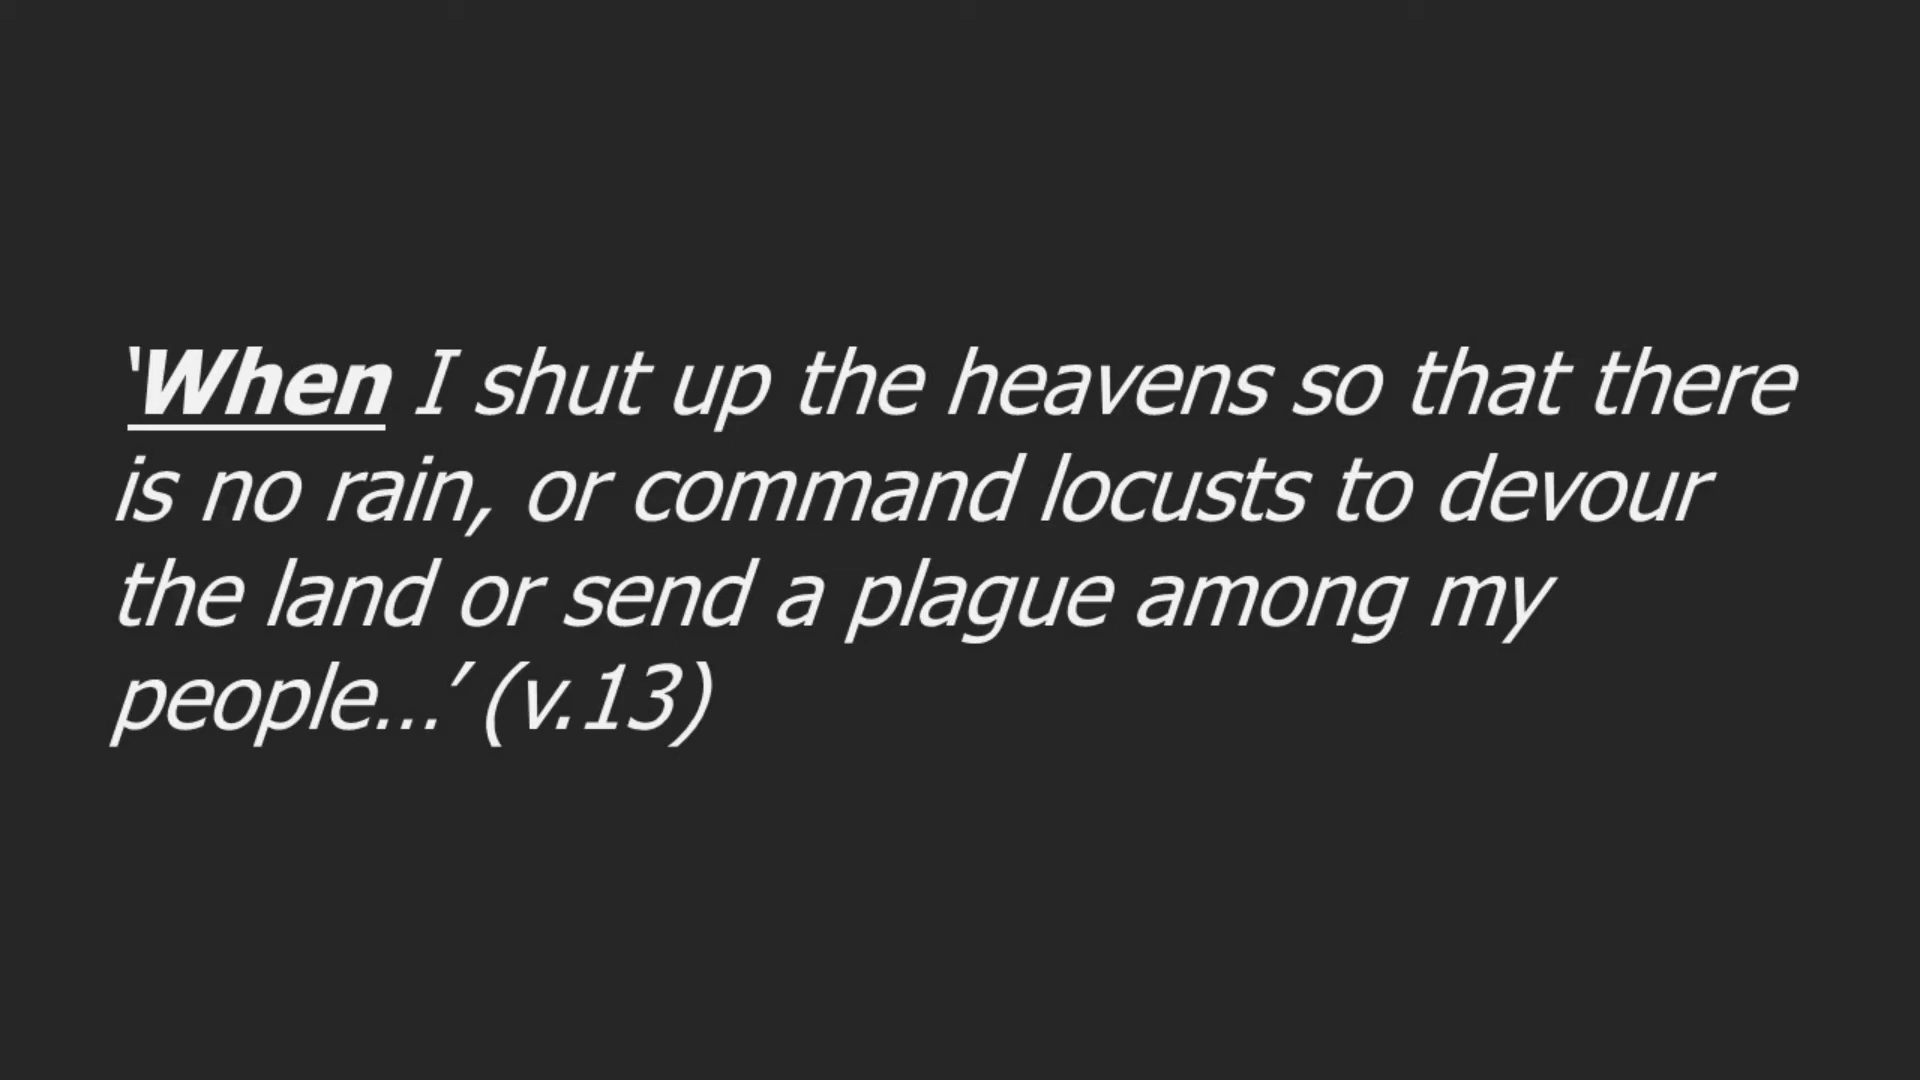 ‘When I shut up the heavens so that there
is no rain, or command locusts to devour
the land or send a plague among my
people…’ (v.13)